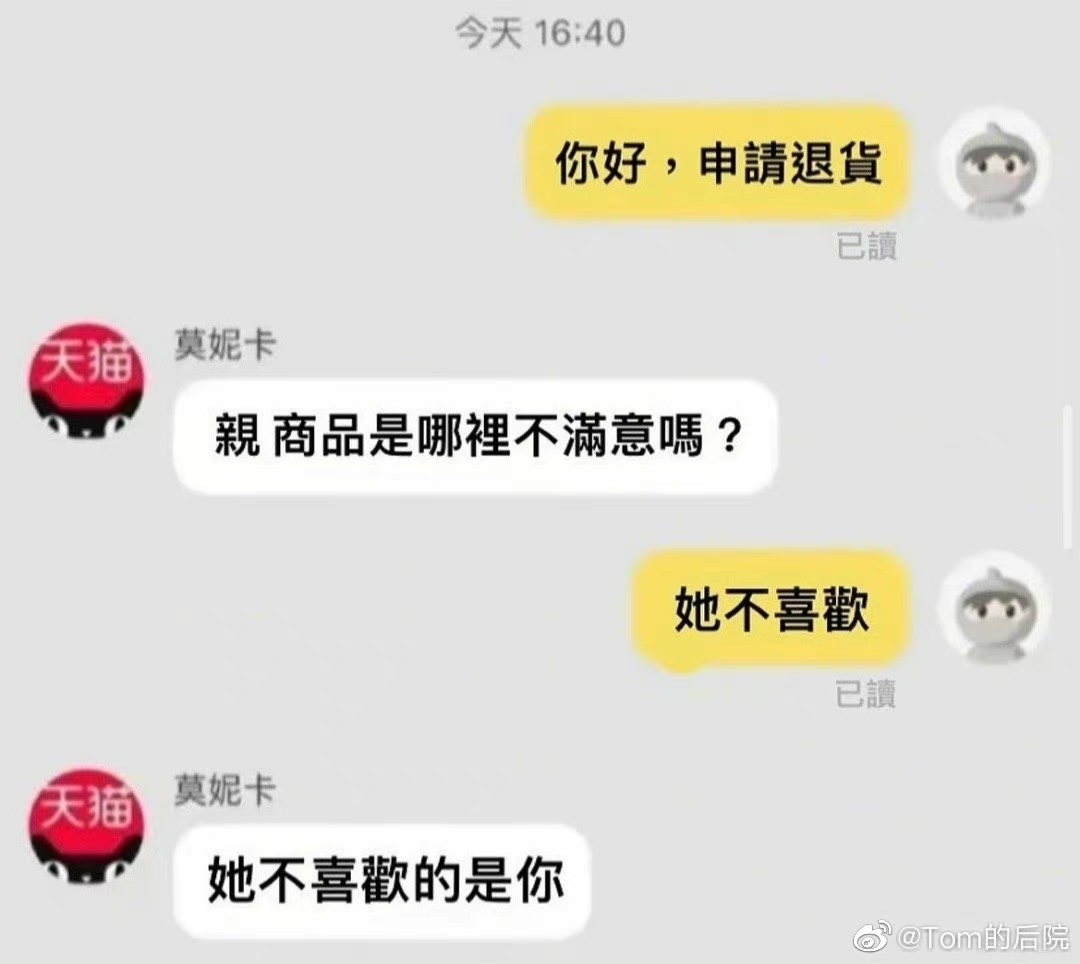 今天 16:40
你好，申請退貨
已讀
天猫
莫妮卡
親 商品是哪裡不滿意嗎？
她不喜歡
已讀
天猫
莫妮卡
她不喜歡的是你
@Tom的后院